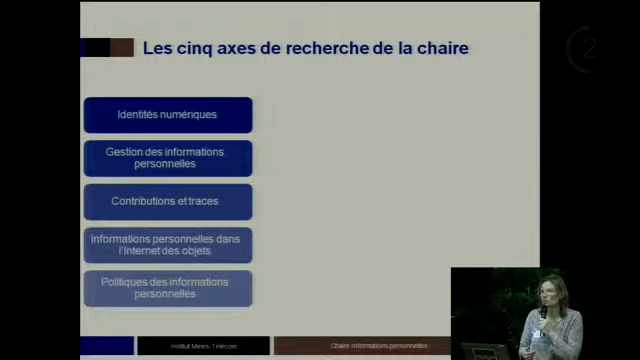 Les cinq axes de recherche de la chaire
Identités numériques
Gestion des informations
personnelles
Contributions et traces
Informations personnelles dans
l'Internet des objets
Politiques des informations
personnelles
Institut Mines-Télécom
Chaire Informations personnelles
2